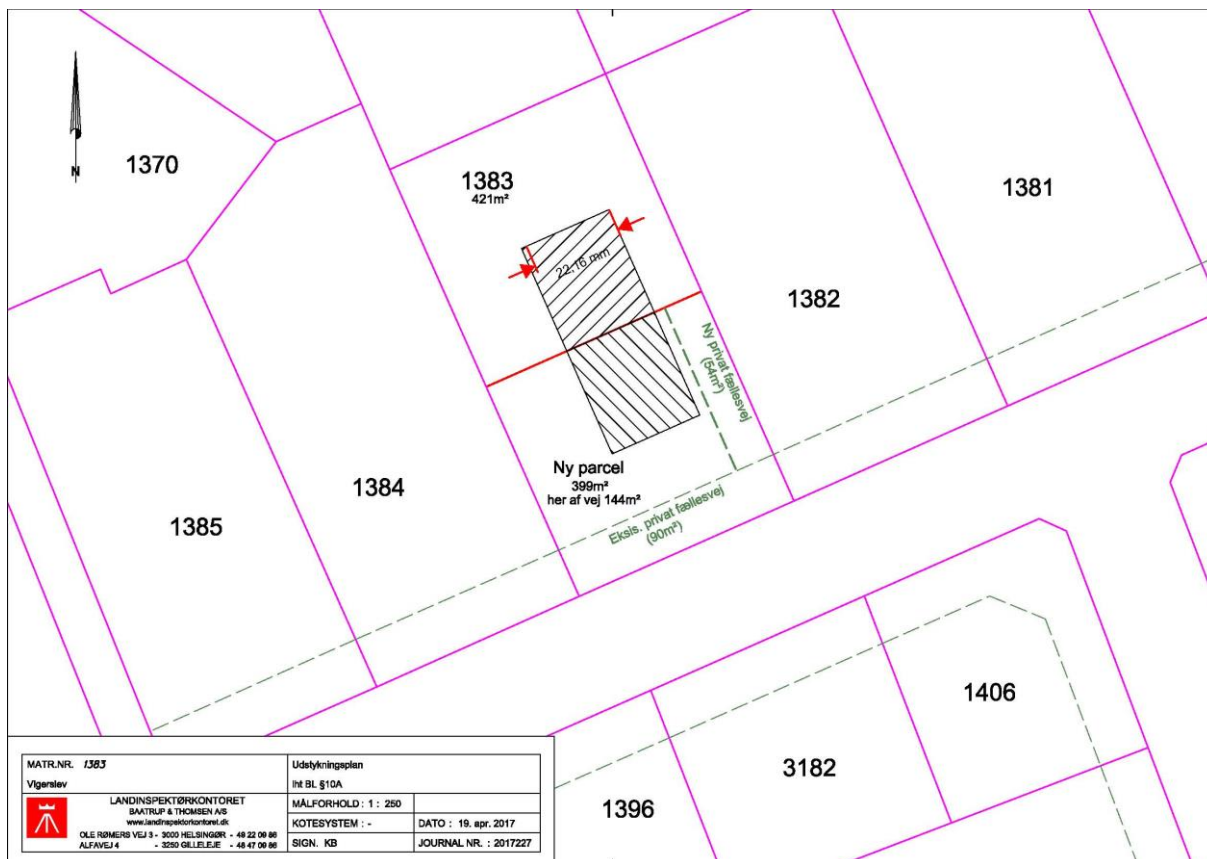 N
1370
1383
421m²
22.16 mm
1381
1382
Ny privat fællesvej
(54m²)
1384
Ny parcel
399m²
her af vej 144m²
Eksis. privat fællesvej
(90m²)
1385
1406
3182
1396
MATR.NR. 1383
Vigerslev
Udstykningsplan
iht BL §10A
LANDINSPEKTØRKONTORET
BAATRUP & THOMSEN A/S
www.landinspektorkontoret.dk
OLE RØMERS VEJ 3 - 3000 HELSINGØR - 49 22 09 86
ALFAVEJ 4 - 3250 GILLELEJE - 48 47 09 86
MÅLFORHOLD : 1 : 250
KOTESYSTEM : -
DATO : 19. apr. 2017
SIGN. KB
JOURNAL NR. : 2017227